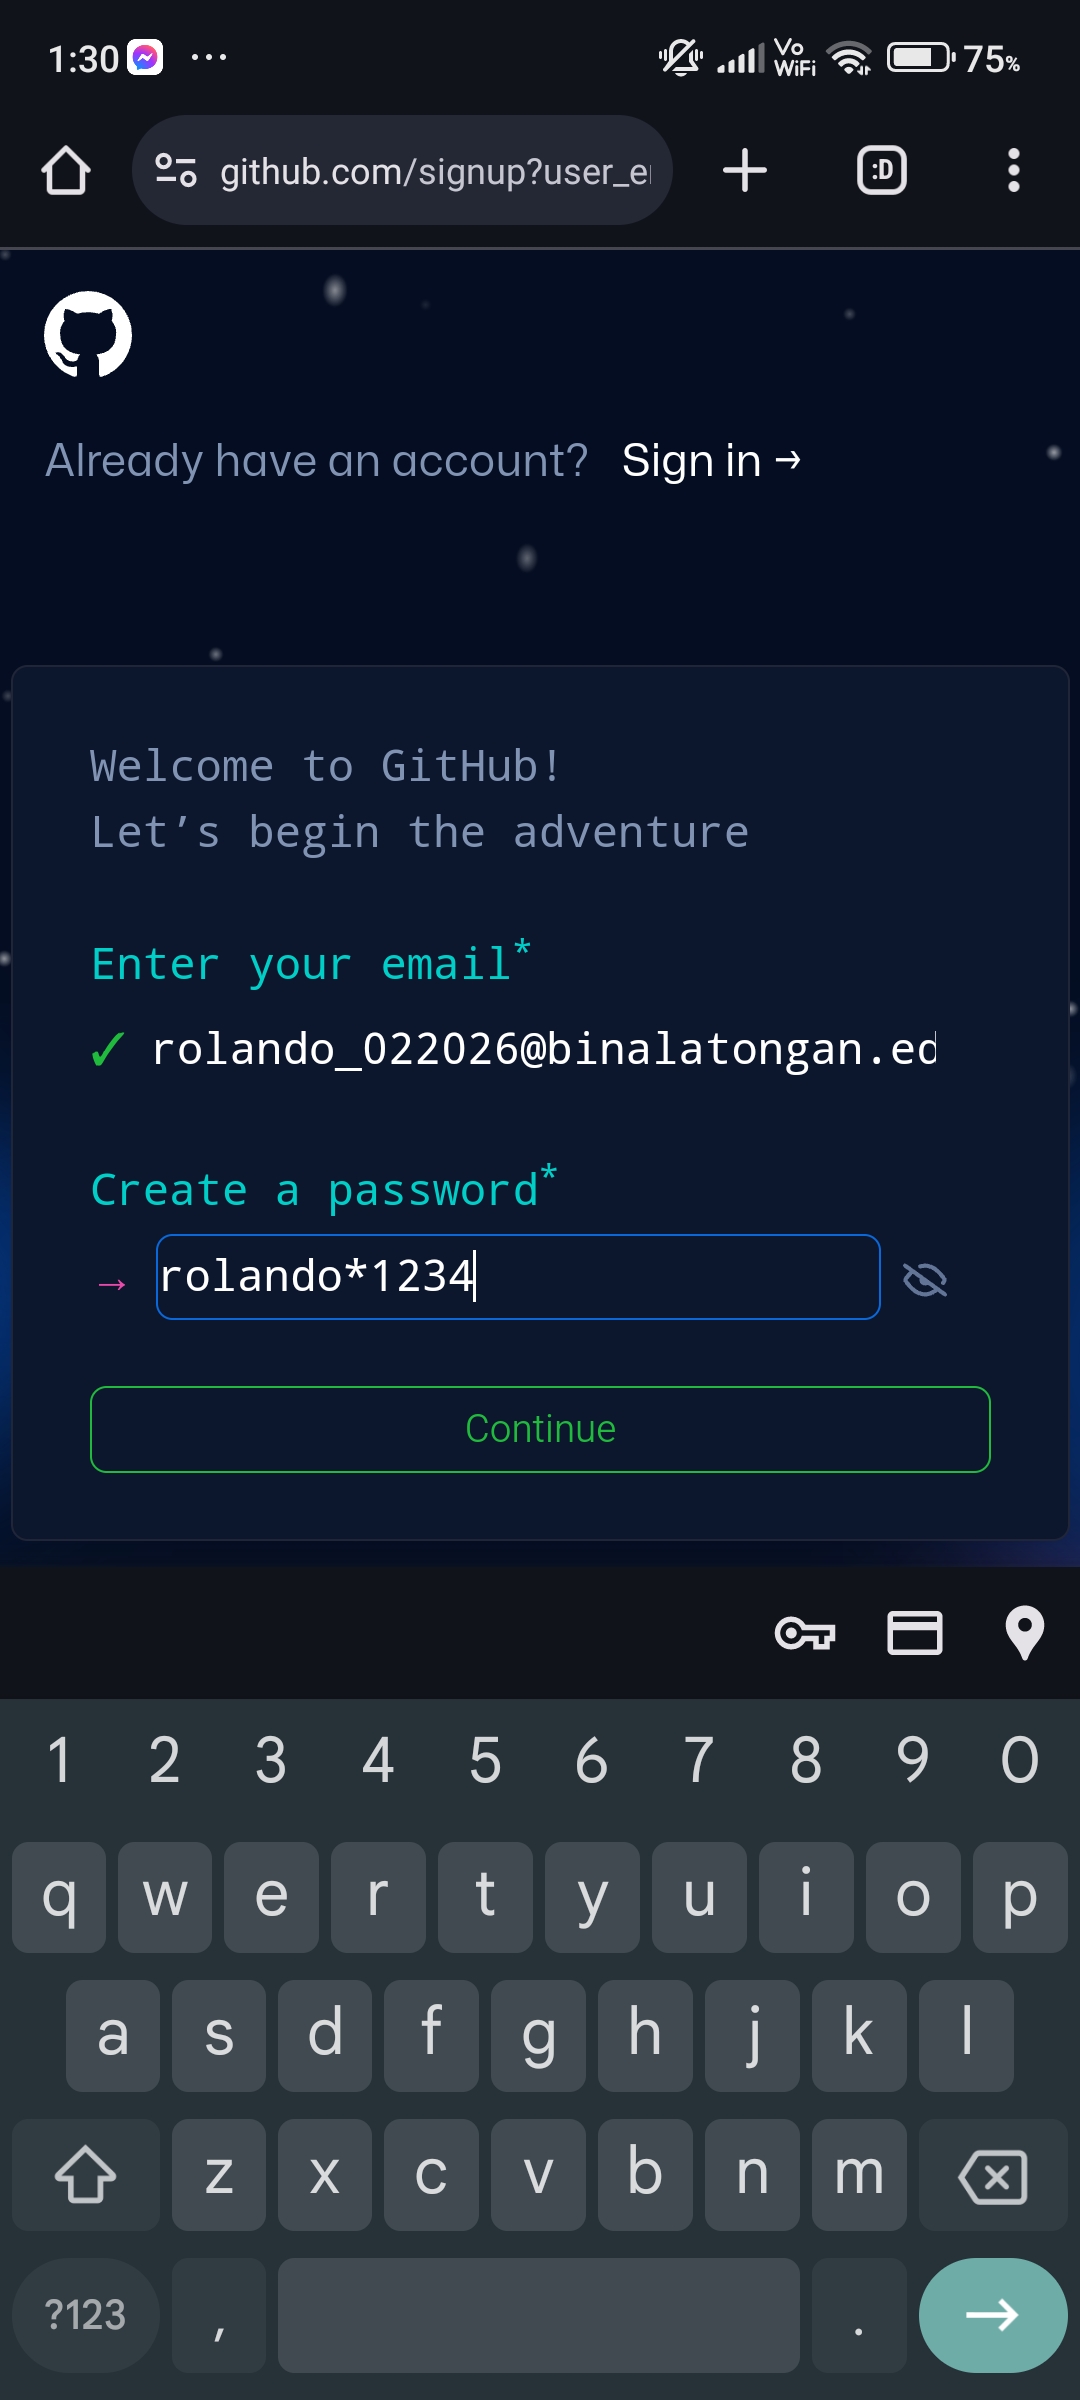 1:30 ... Vo WiFi 75%
github.com/signup?user_e
:D
Already have an account? Sign in →
Welcome to GitHub!
Let’s begin the adventure
Enter your email*
✓ rolando_022026@binalatongan.ed
Create a password*
→ rolando*1234
Continue
1 2 3 4 5 6 7 8 9 0
q w e r t y u i o p
a s d f g h j k l
z x c v b n m
?123 , .